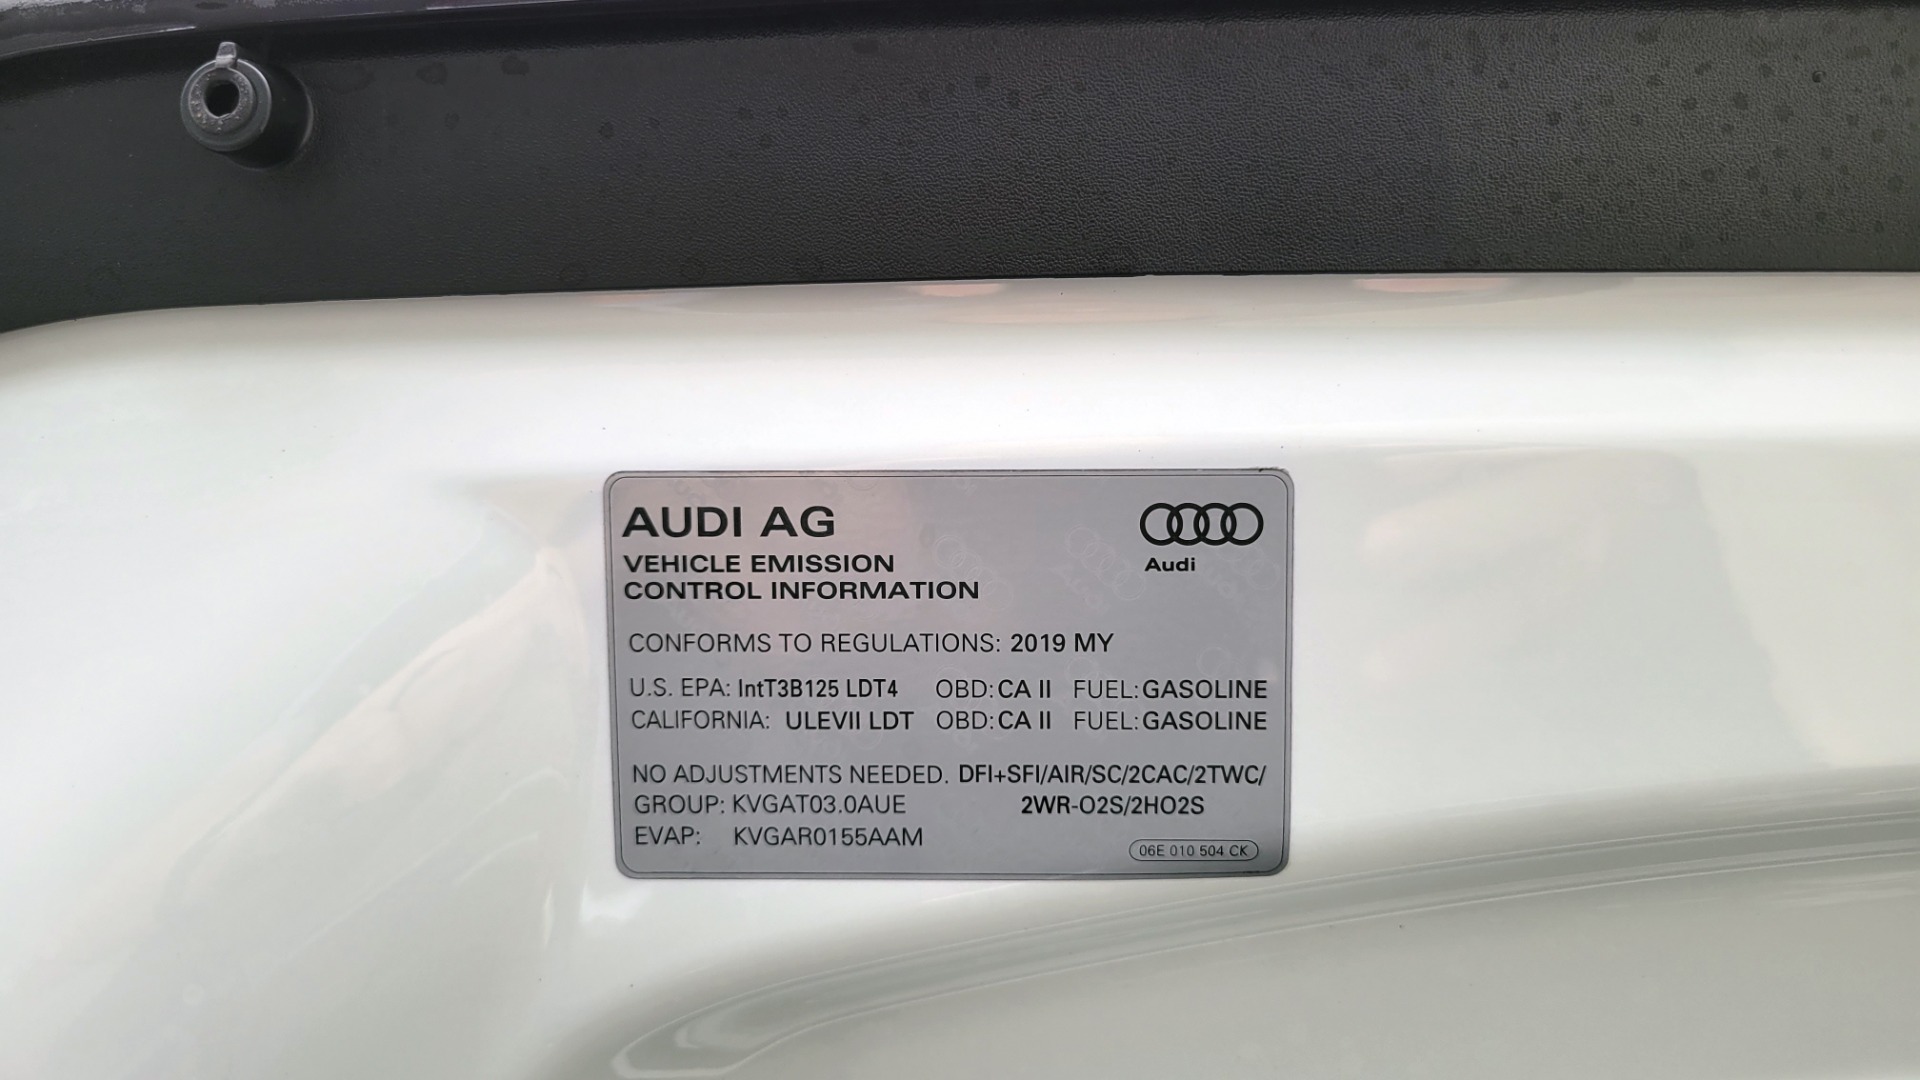 AUDI AG
Audi
VEHICLE EMISSION
CONTROL INFORMATION
CONFORMS TO REGULATIONS: 2019 MY
U.S. EPA: IntT3B125 LDT4 OBD: CA II FUEL: GASOLINE
CALIFORNIA: ULEVII LDT OBD: CA II FUEL: GASOLINE
NO ADJUSTMENTS NEEDED. DFI+SFI/AIR/SC/2CAC/2TWC/
GROUP: KVGAT03.0AUE 2WR-O2S/2HO2S
EVAP: KVGAR0155AAM
06E 010 504 CK